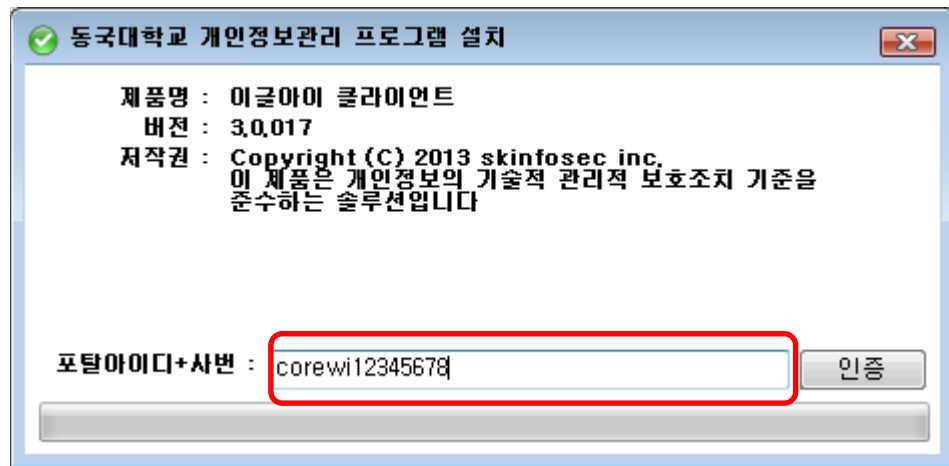 동국대학교 개인정보관리 프로그램 설치
제품명 : 이글아이 클라이언트
버전 : 3.0.017
저작권 : Copyright (C) 2013 skinfosec inc.
이 제품은 개인정보의 기술적 관리적 보호조치 기준을
준수하는 솔루션입니다
포탈아이디+사번 : corewi12345678 인증